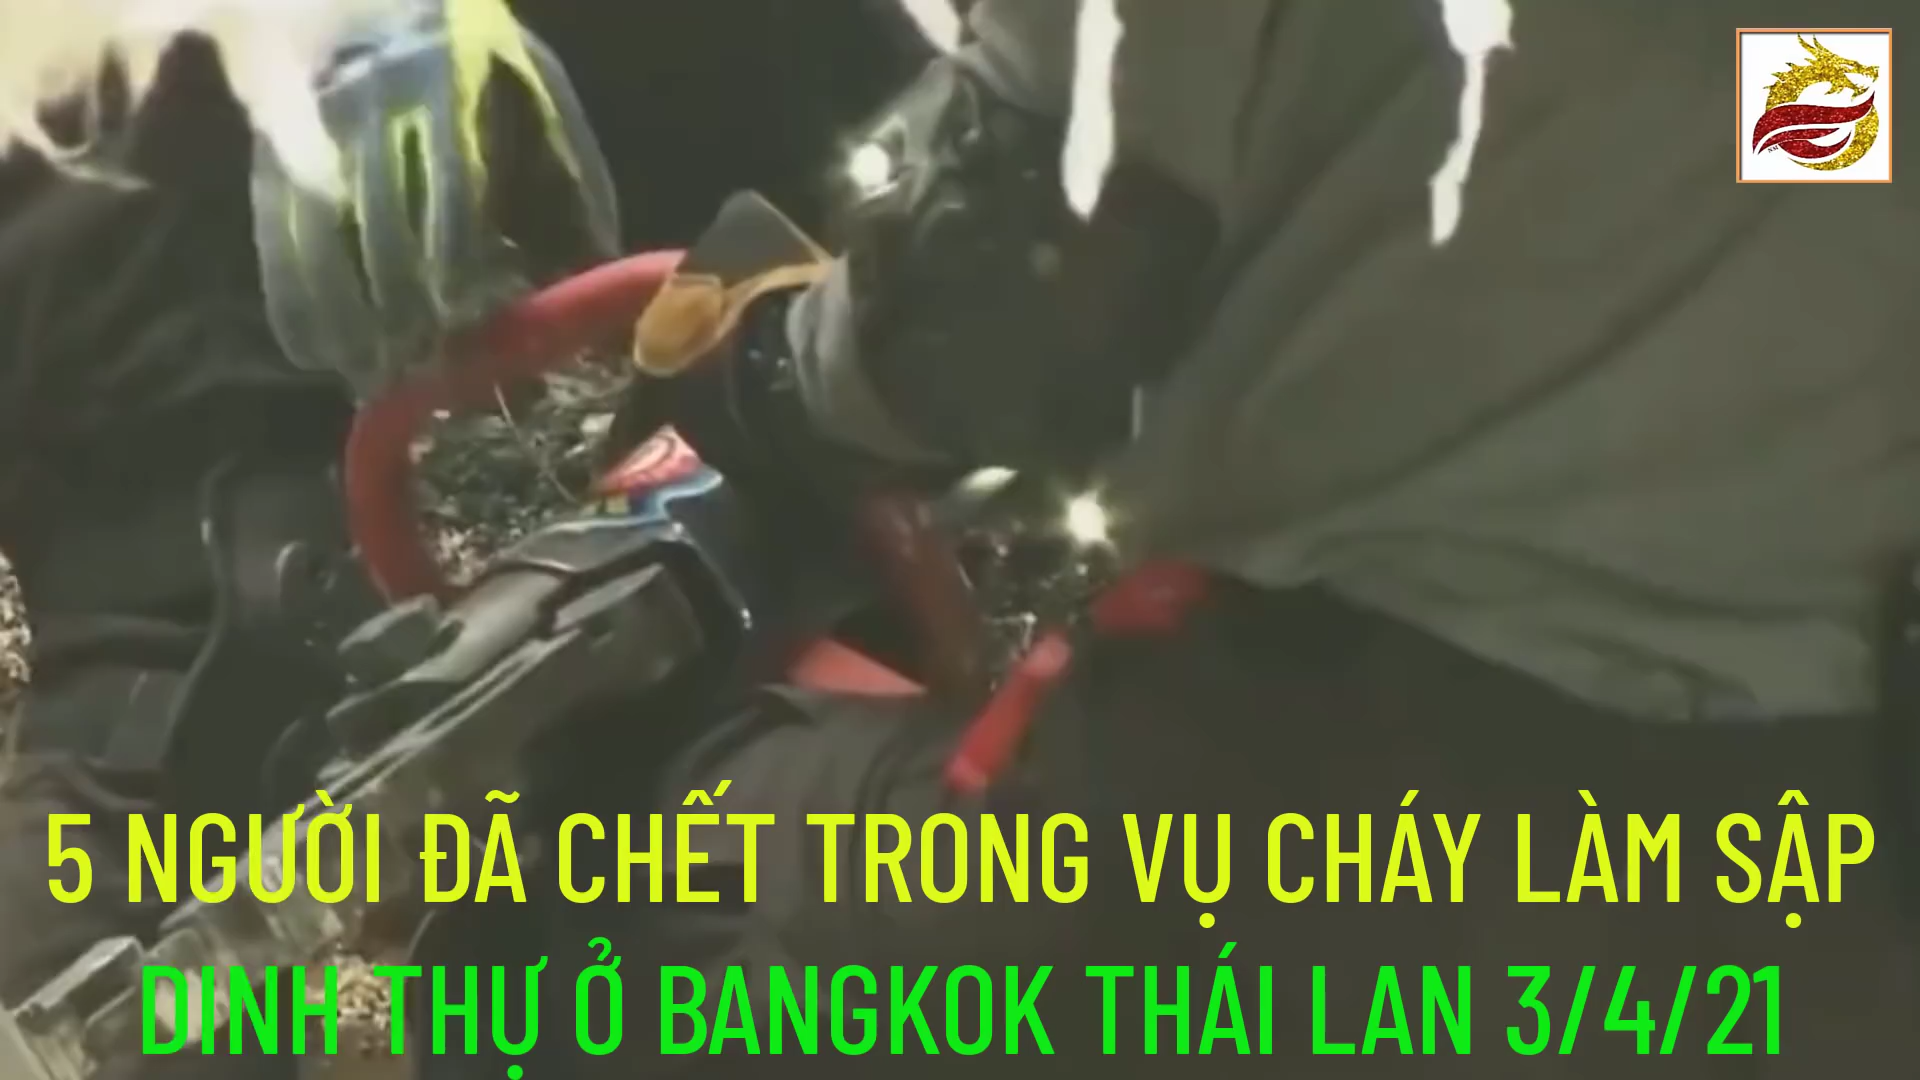 5 NGƯỜI ĐÃ CHẾT TRONG VỤ CHÁY LÀM SẬP
DINH THỰ Ở BANGKOK THÁI LAN 3/4/21